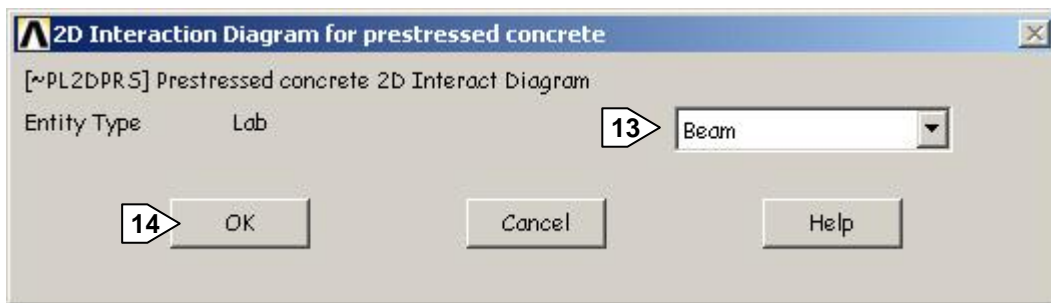 2D Interaction Diagram for prestressed concrete
[~PL2DPRS] Prestressed concrete 2D Interact Diagram
Entity Type Lab 13 Beam
14 OK Cancel Help